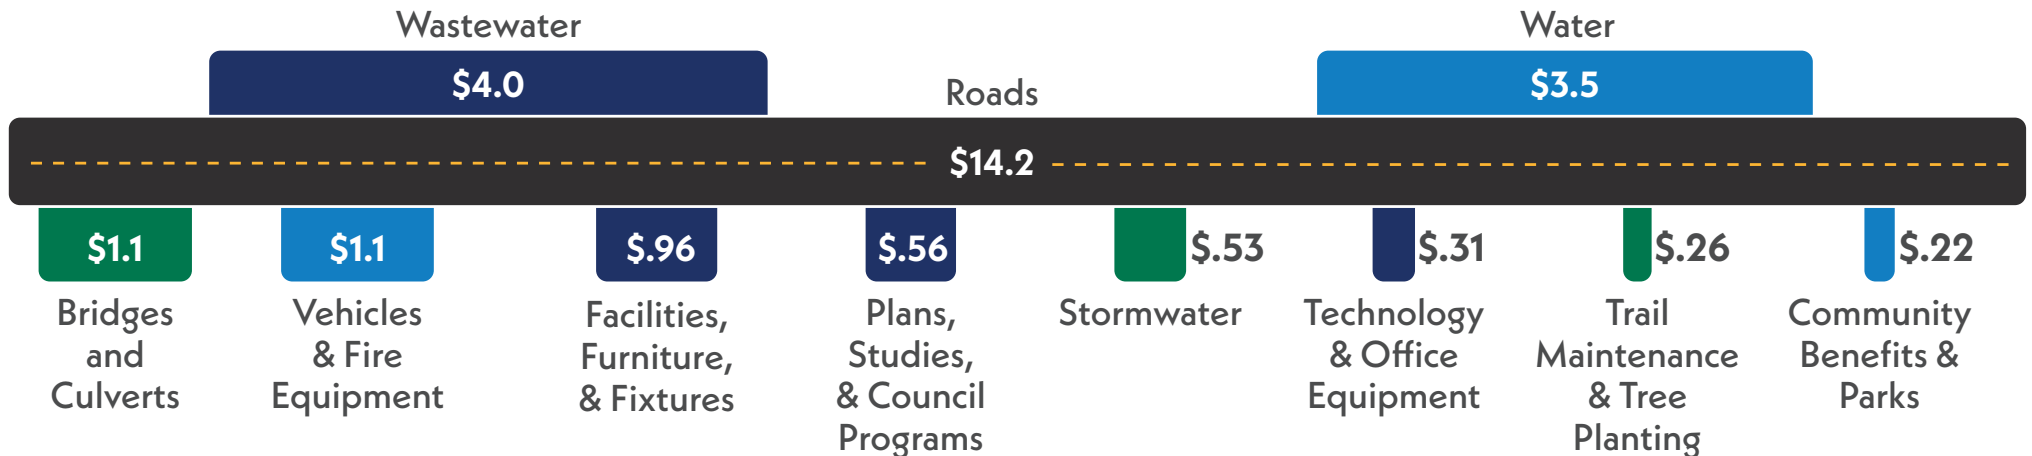 Wastewater
$4.0
Water
$3.5
Roads
$14.2
$1.1
Bridges
and
Culverts
$1.1
Vehicles
& Fire
Equipment
$.96
Facilities,
Furniture,
& Fixtures
$.56
Plans,
Studies,
& Council
Programs
$.53
Stormwater
$.31
Technology
& Office
Equipment
$.26
Trail
Maintenance
& Tree
Planting
$.22
Community
Benefits &
Parks